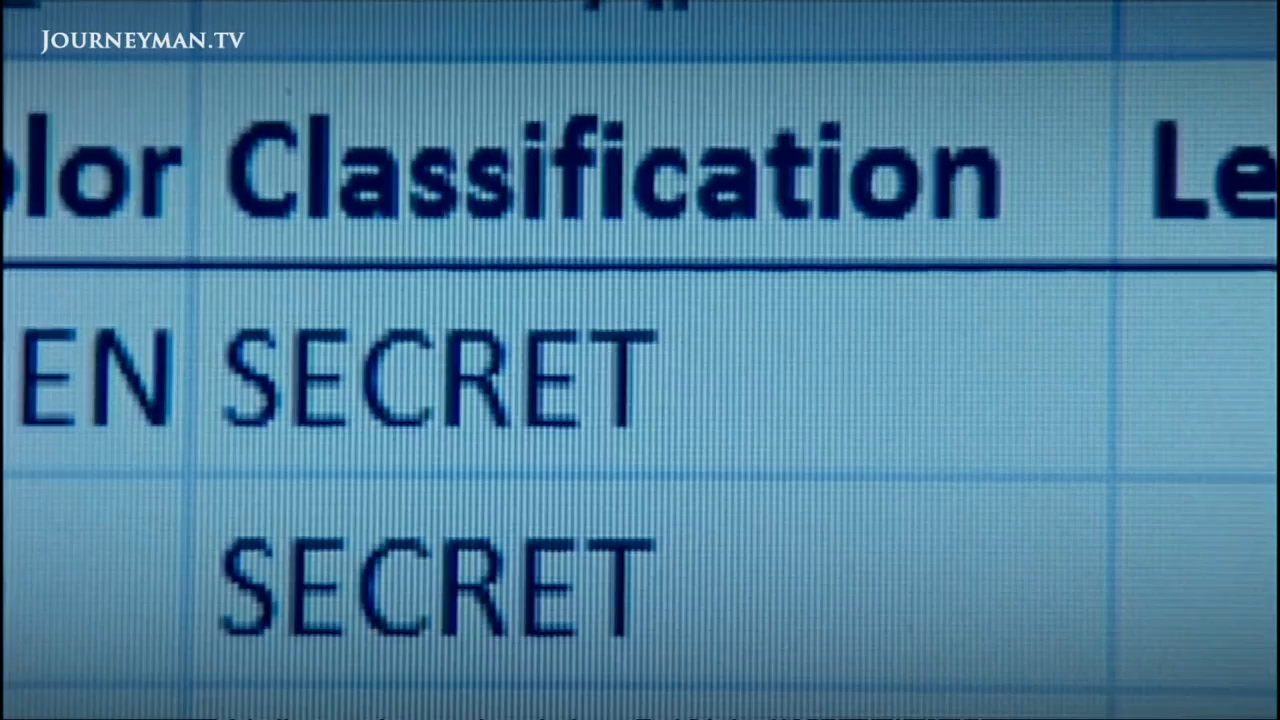 JOURNEYMAN.TV
olor Classification Le
EN SECRET
SECRET